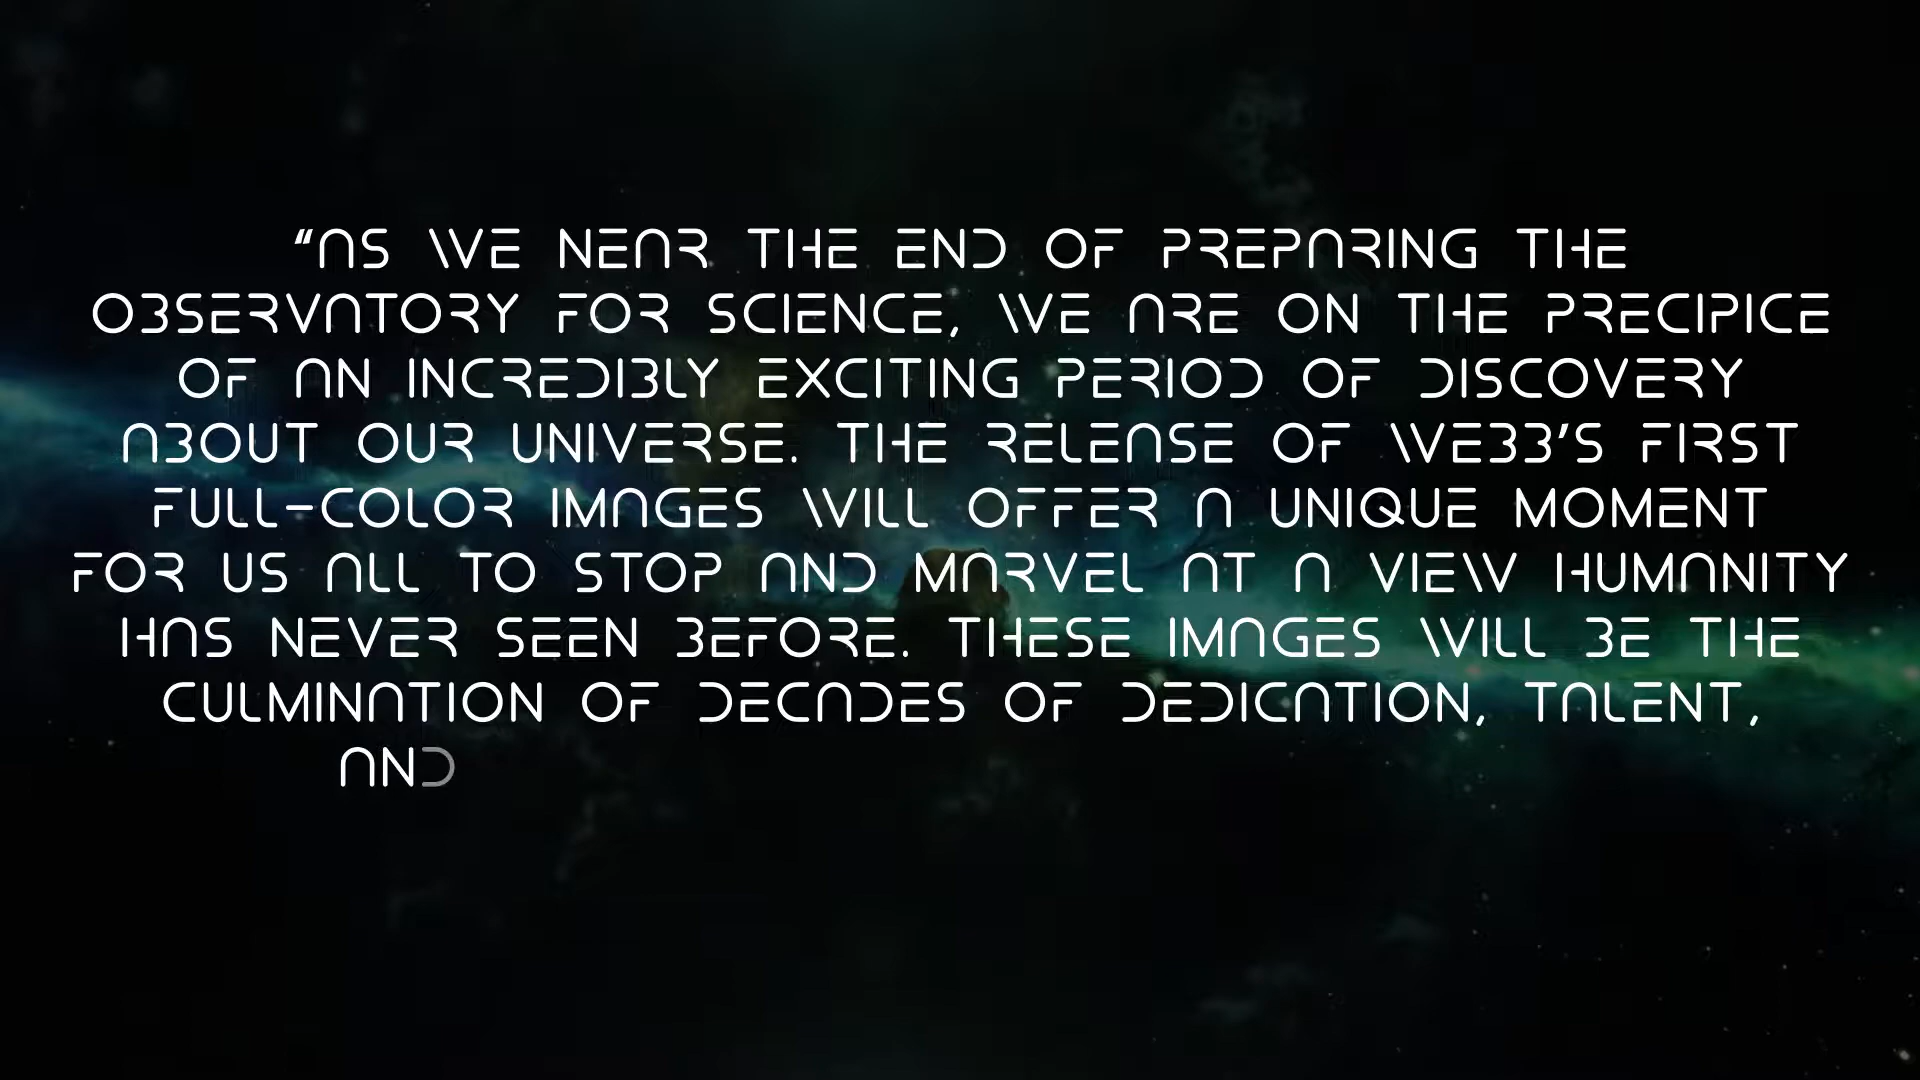 “AS WE NEAR THE END OF PREPARING THE
OBSERVATORY FOR SCIENCE, WE ARE ON THE PRECIPICE
OF AN INCREDIBLY EXCITING PERIOD OF DISCOVERY
ABOUT OUR UNIVERSE. THE RELEASE OF WEBB’S FIRST
FULL-COLOR IMAGES WILL OFFER A UNIQUE MOMENT
FOR US ALL TO STOP AND MARVEL AT A VIEW HUMANITY
HAS NEVER SEEN BEFORE. THESE IMAGES WILL BE THE
CULMINATION OF DECADES OF DEDICATION, TALENT,
AND